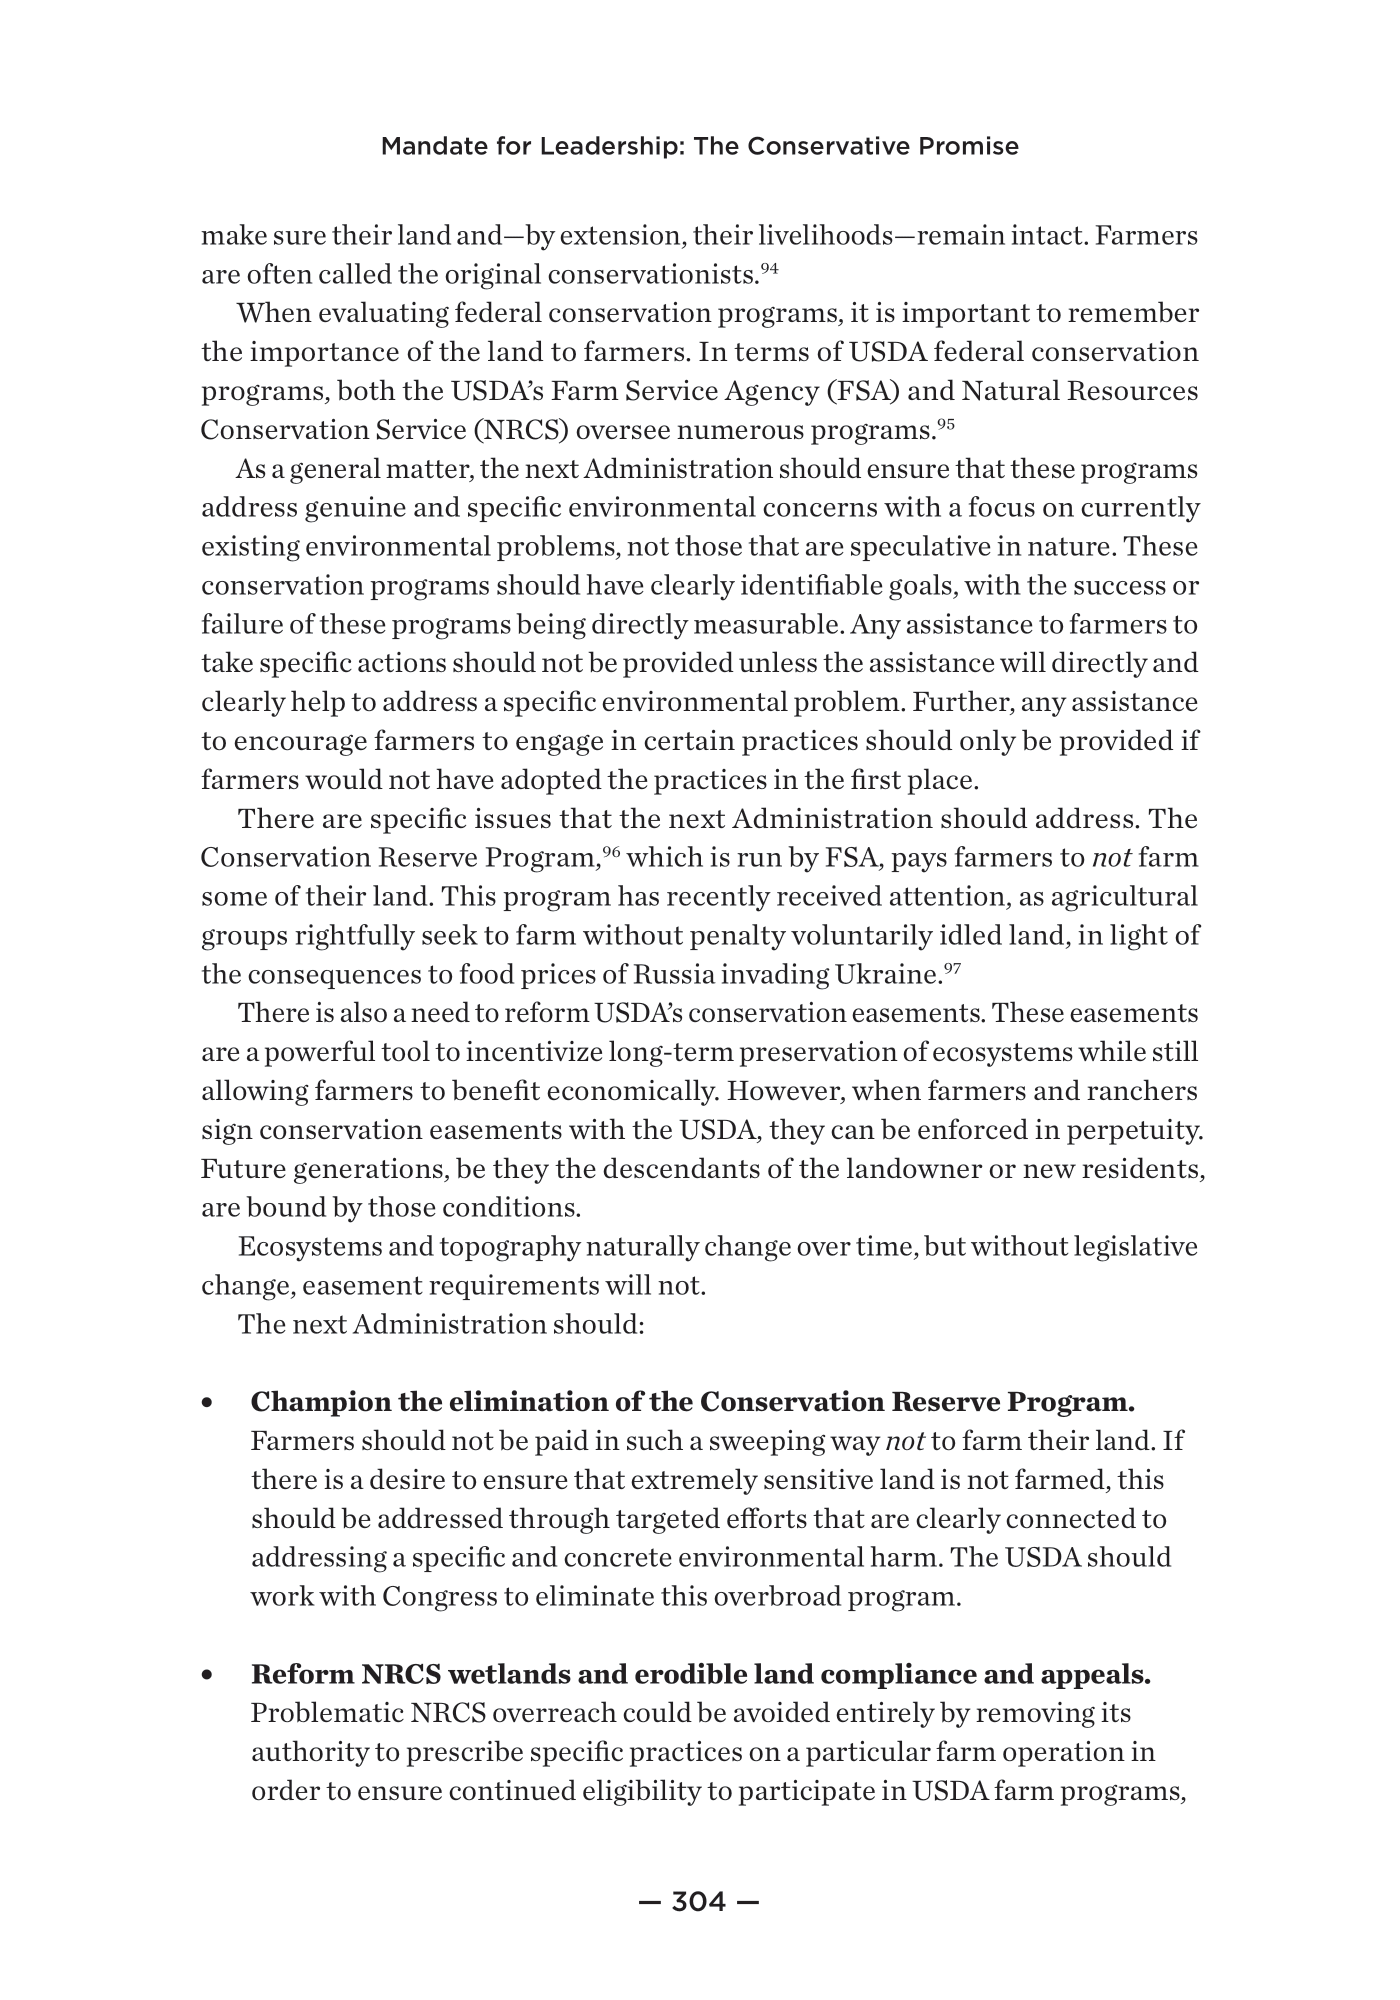 Mandate for Leadership: The Conservative Promise
make sure their land and—by extension, their livelihoods—remain intact. Farmers
are often called the original conservationists.94
When evaluating federal conservation programs, it is important to remember
the importance of the land to farmers. In terms of USDA federal conservation
programs, both the USDA’s Farm Service Agency (FSA) and Natural Resources
Conservation Service (NRCS) oversee numerous programs.95
As a general matter, the next Administration should ensure that these programs
address genuine and specific environmental concerns with a focus on currently
existing environmental problems, not those that are speculative in nature. These
conservation programs should have clearly identifiable goals, with the success or
failure of these programs being directly measurable. Any assistance to farmers to
take specific actions should not be provided unless the assistance will directly and
clearly help to address a specific environmental problem. Further, any assistance
to encourage farmers to engage in certain practices should only be provided if
farmers would not have adopted the practices in the first place.
There are specific issues that the next Administration should address. The
Conservation Reserve Program,96 which is run by FSA, pays farmers to not farm
some of their land. This program has recently received attention, as agricultural
groups rightfully seek to farm without penalty voluntarily idled land, in light of
the consequences to food prices of Russia invading Ukraine.97
There is also a need to reform USDA’s conservation easements. These easements
are a powerful tool to incentivize long-term preservation of ecosystems while still
allowing farmers to benefit economically. However, when farmers and ranchers
sign conservation easements with the USDA, they can be enforced in perpetuity.
Future generations, be they the descendants of the landowner or new residents,
are bound by those conditions.
Ecosystems and topography naturally change over time, but without legislative
change, easement requirements will not.
The next Administration should:
• Champion the elimination of the Conservation Reserve Program.
Farmers should not be paid in such a sweeping way not to farm their land. If
there is a desire to ensure that extremely sensitive land is not farmed, this
should be addressed through targeted efforts that are clearly connected to
addressing a specific and concrete environmental harm. The USDA should
work with Congress to eliminate this overbroad program.
• Reform NRCS wetlands and erodible land compliance and appeals.
Problematic NRCS overreach could be avoided entirely by removing its
authority to prescribe specific practices on a particular farm operation in
order to ensure continued eligibility to participate in USDA farm programs,
— 304 —